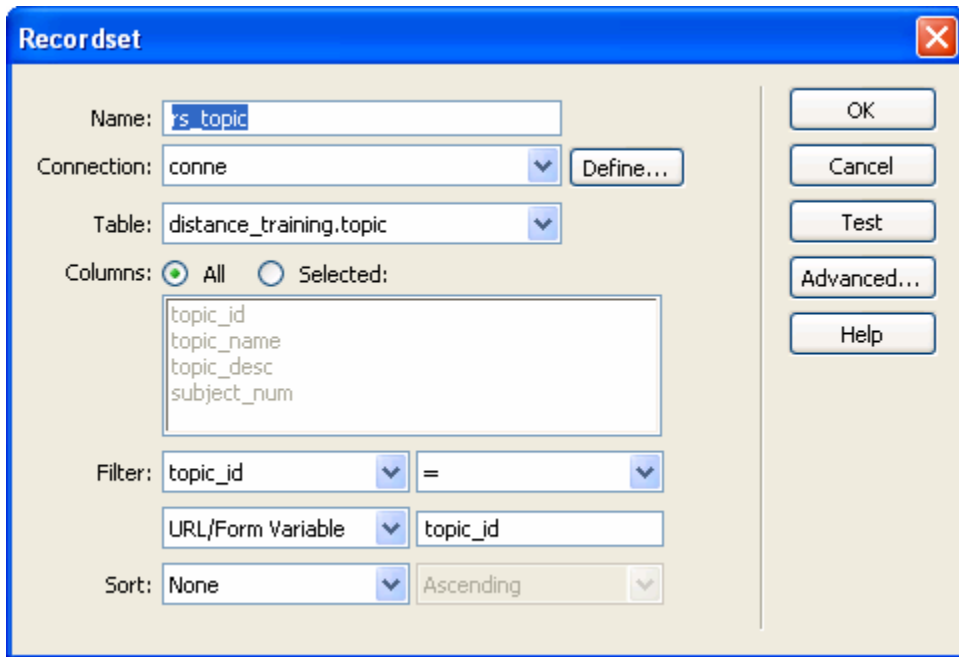 Recordset
Name: rs_topic
OK
Connection: conne Define...
Cancel
Table: distance_training.topic
Test
Columns: All Selected:
Advanced...
topic_id
topic_name
topic_desc
subject_num
Help
Filter: topic_id =
URL/Form Variable topic_id
Sort: None Ascending